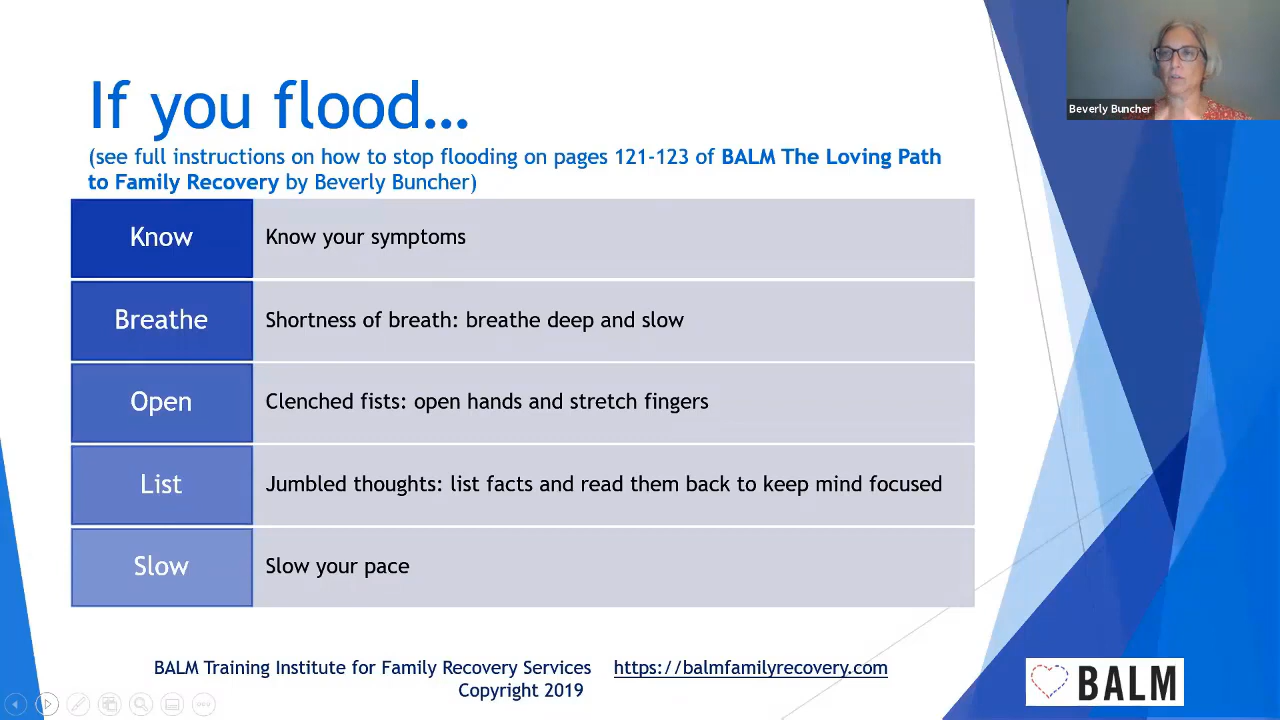 If you flood...
(see full instructions on how to stop flooding on pages 121-123 of BALM The Loving Path
to Family Recovery by Beverly Buncher)
Beverly Buncher
Know
Know your symptoms
Breathe
Shortness of breath: breathe deep and slow
Open
Clenched fists: open hands and stretch fingers
List
Jumbled thoughts: list facts and read them back to keep mind focused
Slow
Slow your pace
BALM Training Institute for Family Recovery Services https://balmfamilyrecovery.com
Copyright 2019
BALM